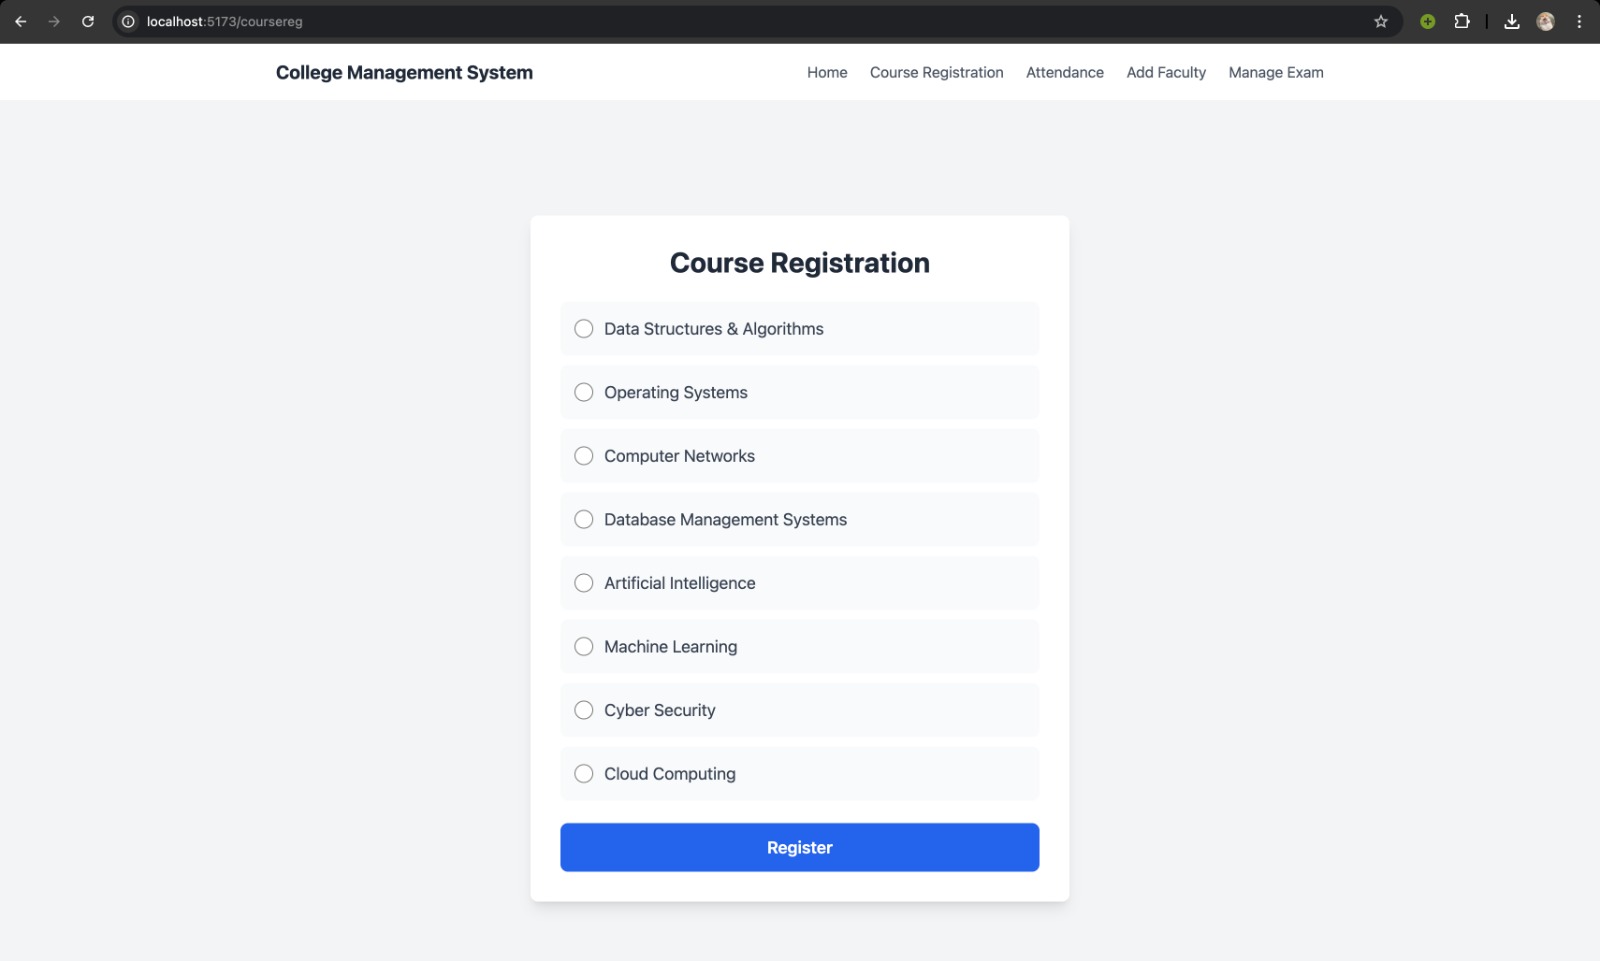 localhost:5173/coursereg
College Management System
Home Course Registration Attendance Add Faculty Manage Exam
Course Registration
Data Structures & Algorithms
Operating Systems
Computer Networks
Database Management Systems
Artificial Intelligence
Machine Learning
Cyber Security
Cloud Computing
Register